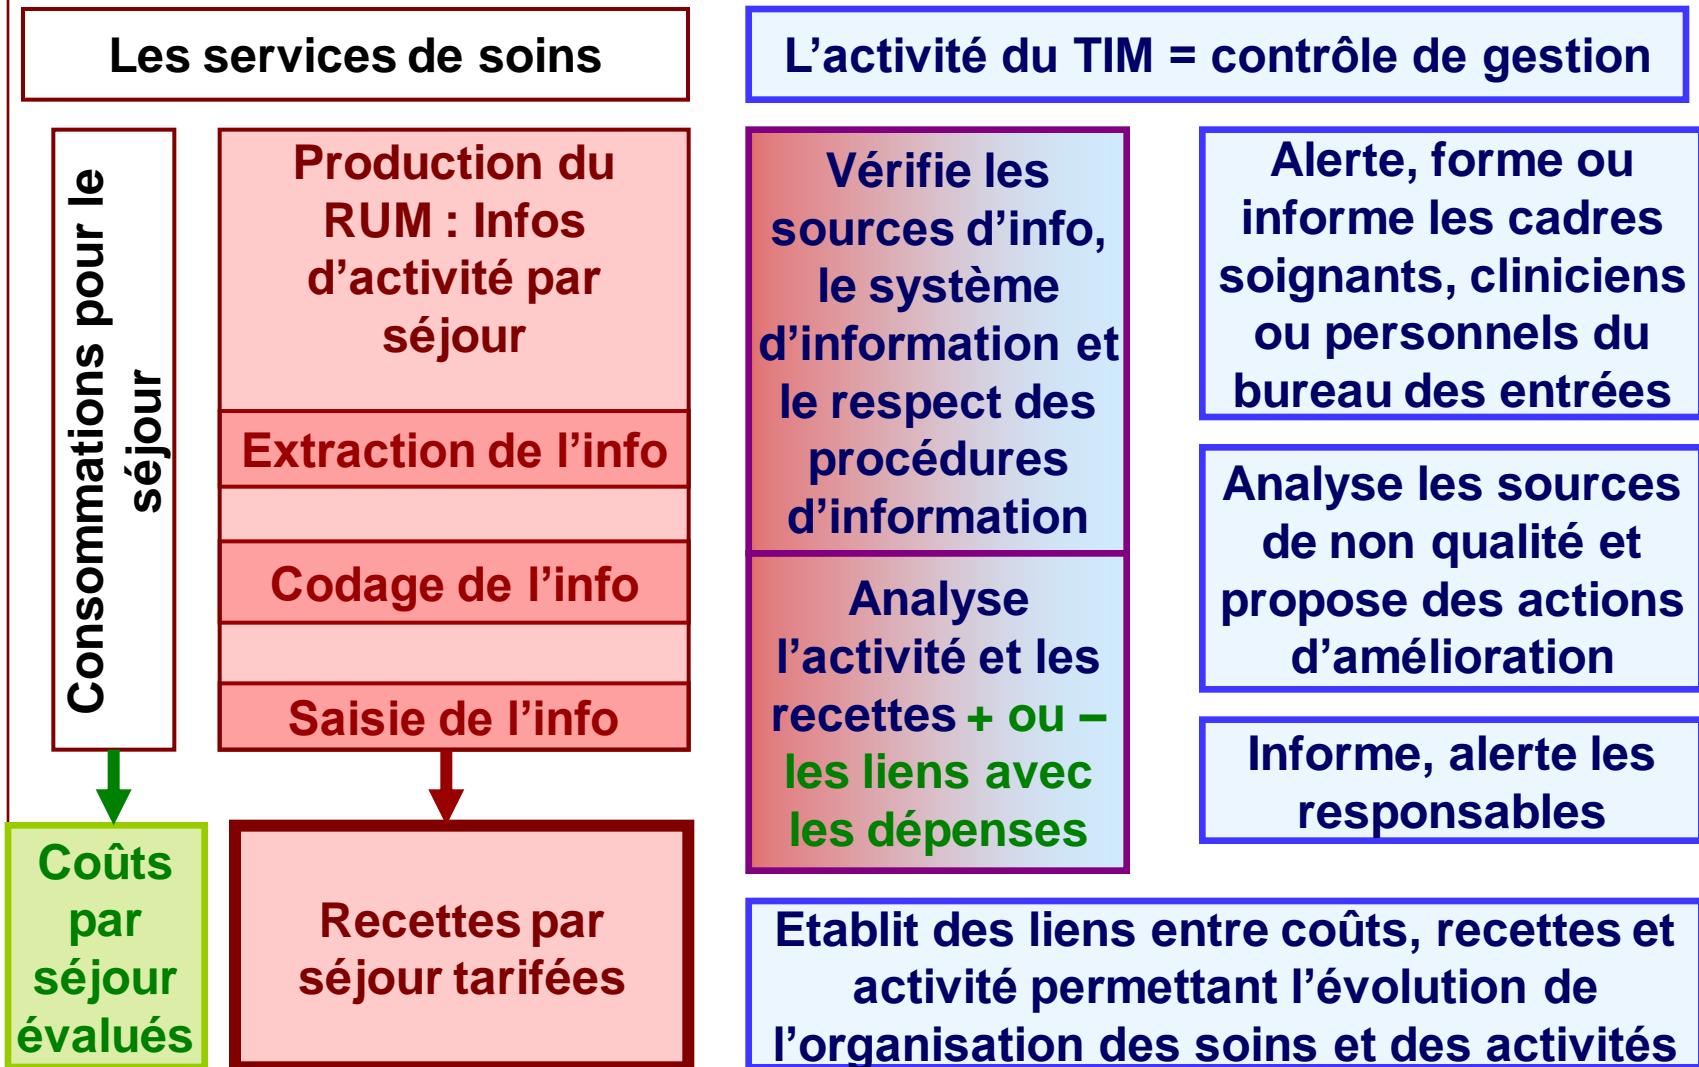 Les services de soins
L’activité du TIM = contrôle de gestion
Consommations pour le
séjour
Production du
RUM : Infos
d’activité par
séjour
Extraction de l’info
Codage de l’info
Saisie de l’info
Coûts
par
séjour
évalués
Recettes par
séjour tarifées
Vérifie les
sources d’info,
le système
d’information et
le respect des
procédures
d’information
Analyse
l’activité et les
recettes + ou –
les liens avec
les dépenses
Alerte, forme ou
informe les cadres
soignants, cliniciens
ou personnels du
bureau des entrées
Analyse les sources
de non qualité et
propose des actions
d’amélioration
Informe, alerte les
responsables
Etablit des liens entre coûts, recettes et
activité permettant l’évolution de
l’organisation des soins et des activités